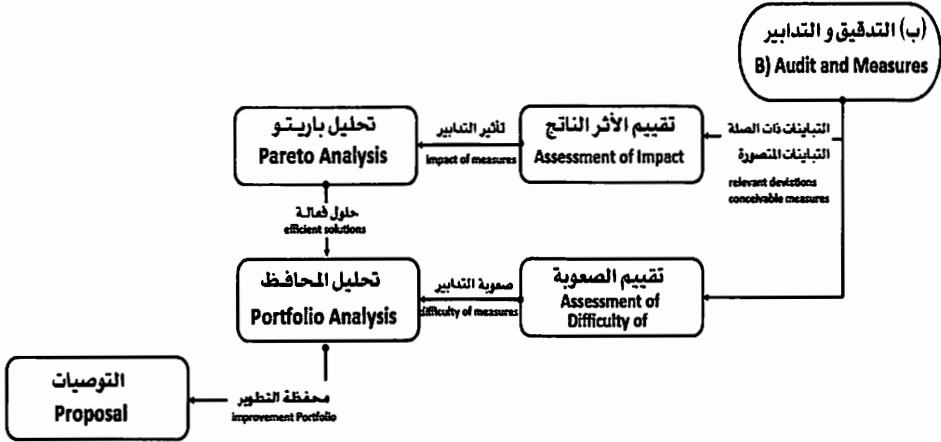 (ب) التدقيق و التدابير
B) Audit and Measures
التباينات ذات الصلة
التباينات المتصورة
relevant deviations
conceivable measures
تقييم الأثر الناتج
Assessment of Impact
تأثير التدابير
impact of measures
تحليل باريتو
Pareto Analysis
حلول فعالة
efficient solutions
تقييم الصعوبة
Assessment of
Difficulty of
صعوبة التدابير
difficulty of measures
تحليل المحافظ
Portfolio Analysis
محفظة التطوير
improvement Portfolio
التوصيات
Proposal